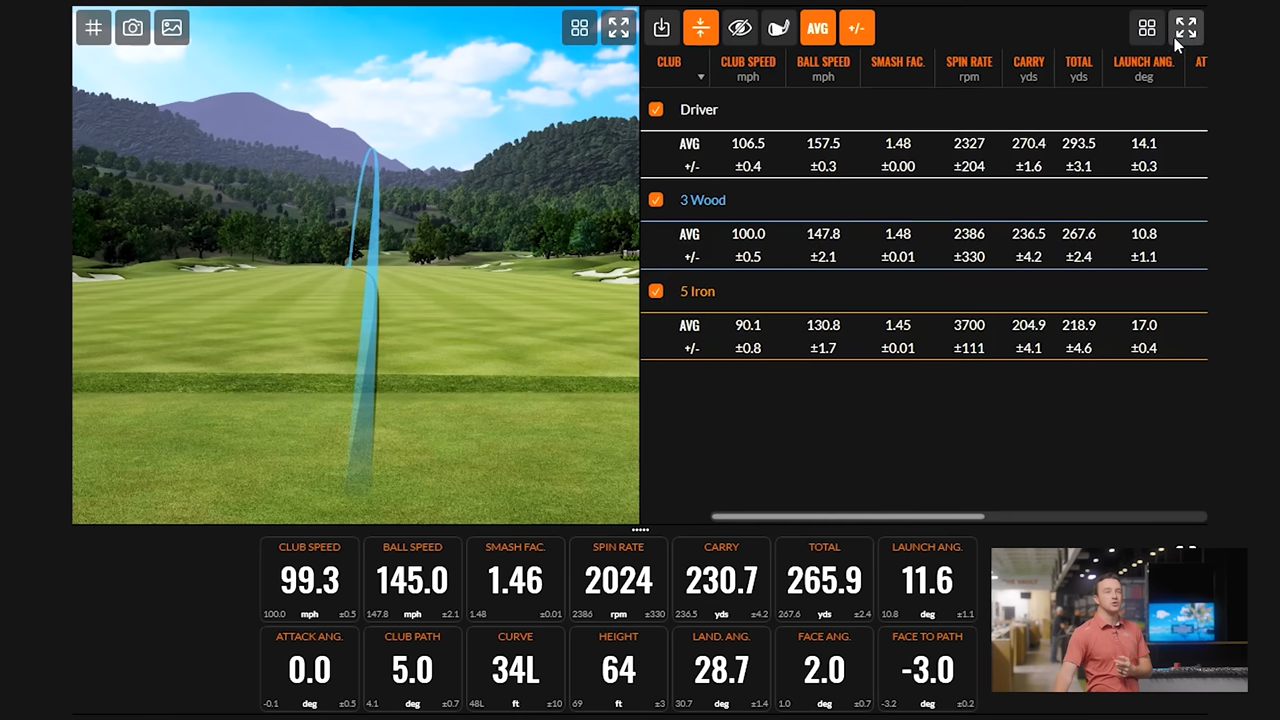 AVG +/-
CLUB CLUB SPEED BALL SPEED SMASH FAC. SPIN RATE CARRY TOTAL LAUNCH ANG. AT
mph mph rpm yds yds deg
Driver
AVG 106.5 157.5 1.48 2327 270.4 293.5 14.1
+/- ±0.4 ±0.3 ±0.00 ±204 ±1.6 ±3.1 ±0.3
3 Wood
AVG 100.0 147.8 1.48 2386 236.5 267.6 10.8
+/- ±0.5 ±2.1 ±0.01 ±330 ±4.2 ±2.4 ±1.1
5 Iron
AVG 90.1 130.8 1.45 3700 204.9 218.9 17.0
+/- ±0.8 ±1.7 ±0.01 ±111 ±4.1 ±4.6 ±0.4
CLUB SPEED BALL SPEED SMASH FAC. SPIN RATE CARRY TOTAL LAUNCH ANG.
99.3 145.0 1.46 2024 230.7 265.9 11.6
100.0 mph ±0.5 147.8 mph ±2.1 1.48 ±0.01 2386 rpm ±330 236.5 yds ±4.2 267.6 yds ±2.4 10.8 deg ±1.1
ATTACK ANG. CLUB PATH CURVE HEIGHT LAND. ANG. FACE ANG. FACE TO PATH
0.0 5.0 34L 64 28.7 2.0 -3.0
-0.1 deg ±0.5 4.1 deg ±0.7 48L ft ±10 69 ft ±3 30.7 deg ±1.4 1.0 deg ±0.7 -3.2 deg ±0.2